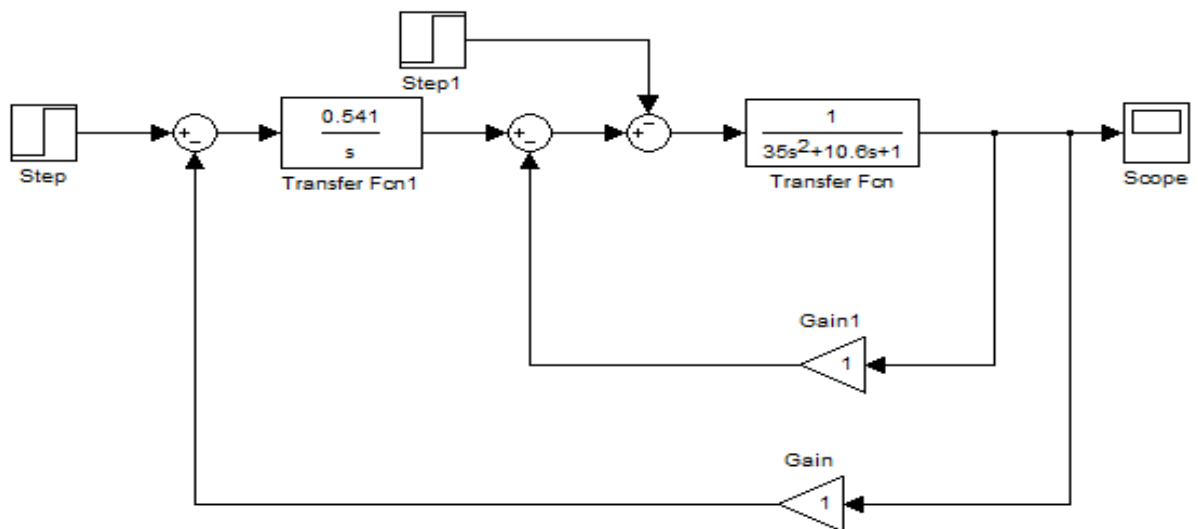 Step1
Step
+
−
0.541
s
Transfer Fcn1
+
−
−
+
1
35s²+10.6s+1
Transfer Fcn
Scope
Gain1
1
Gain
1